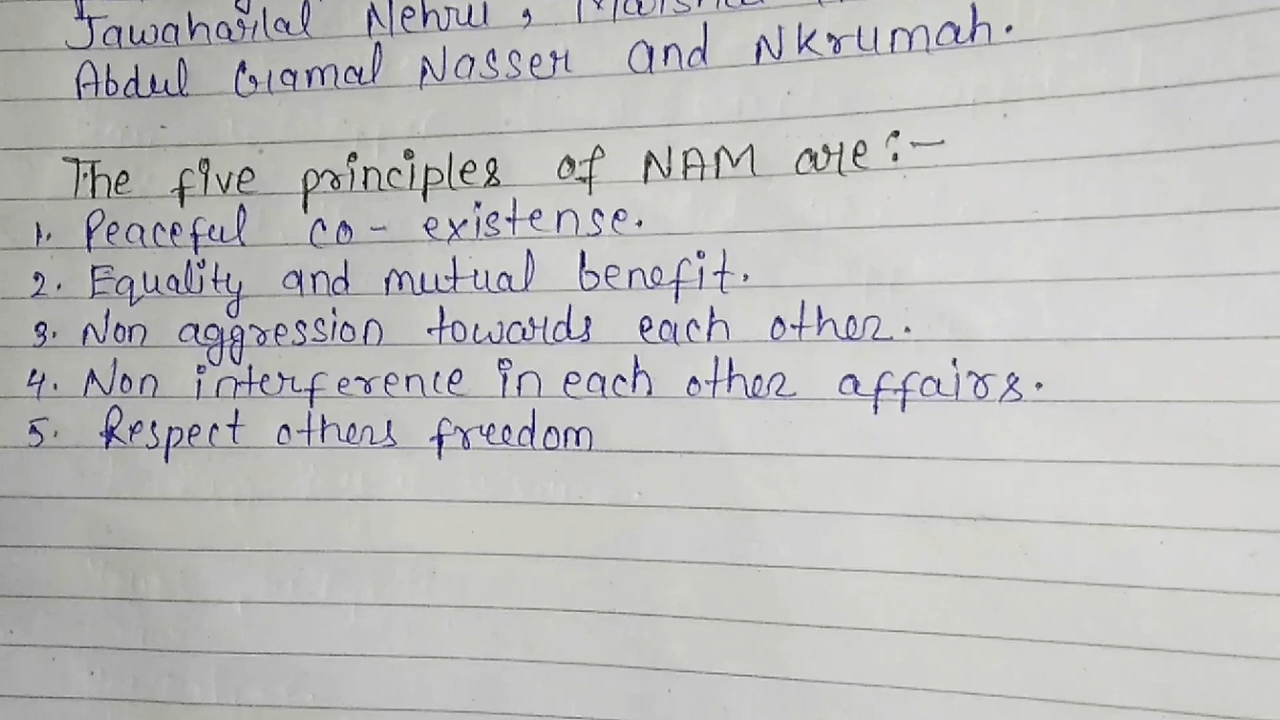 Jawaharlal Nehru,
Abdul Gamal Nasser and Nkrumah.
The five principles of NAM are :-
1. Peaceful co - existense.
2. Equality and mutual benefit.
3. Non aggression towards each other.
4. Non interference in each other affairs.
5. Respect others freedom